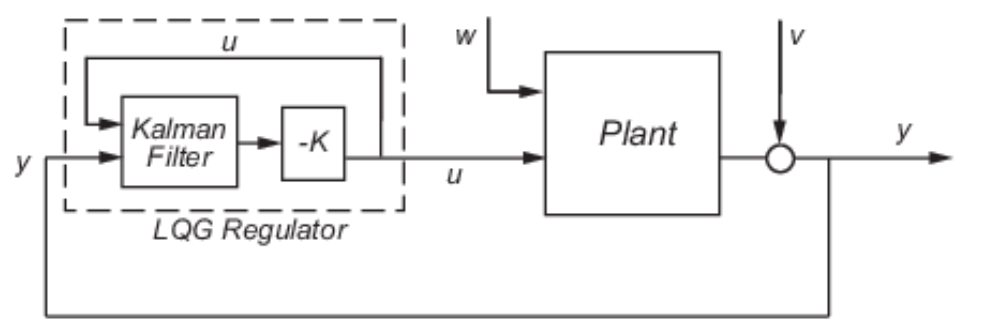 u
w
v
Kalman
Filter
-K
Plant
y
y
u
LQG Regulator